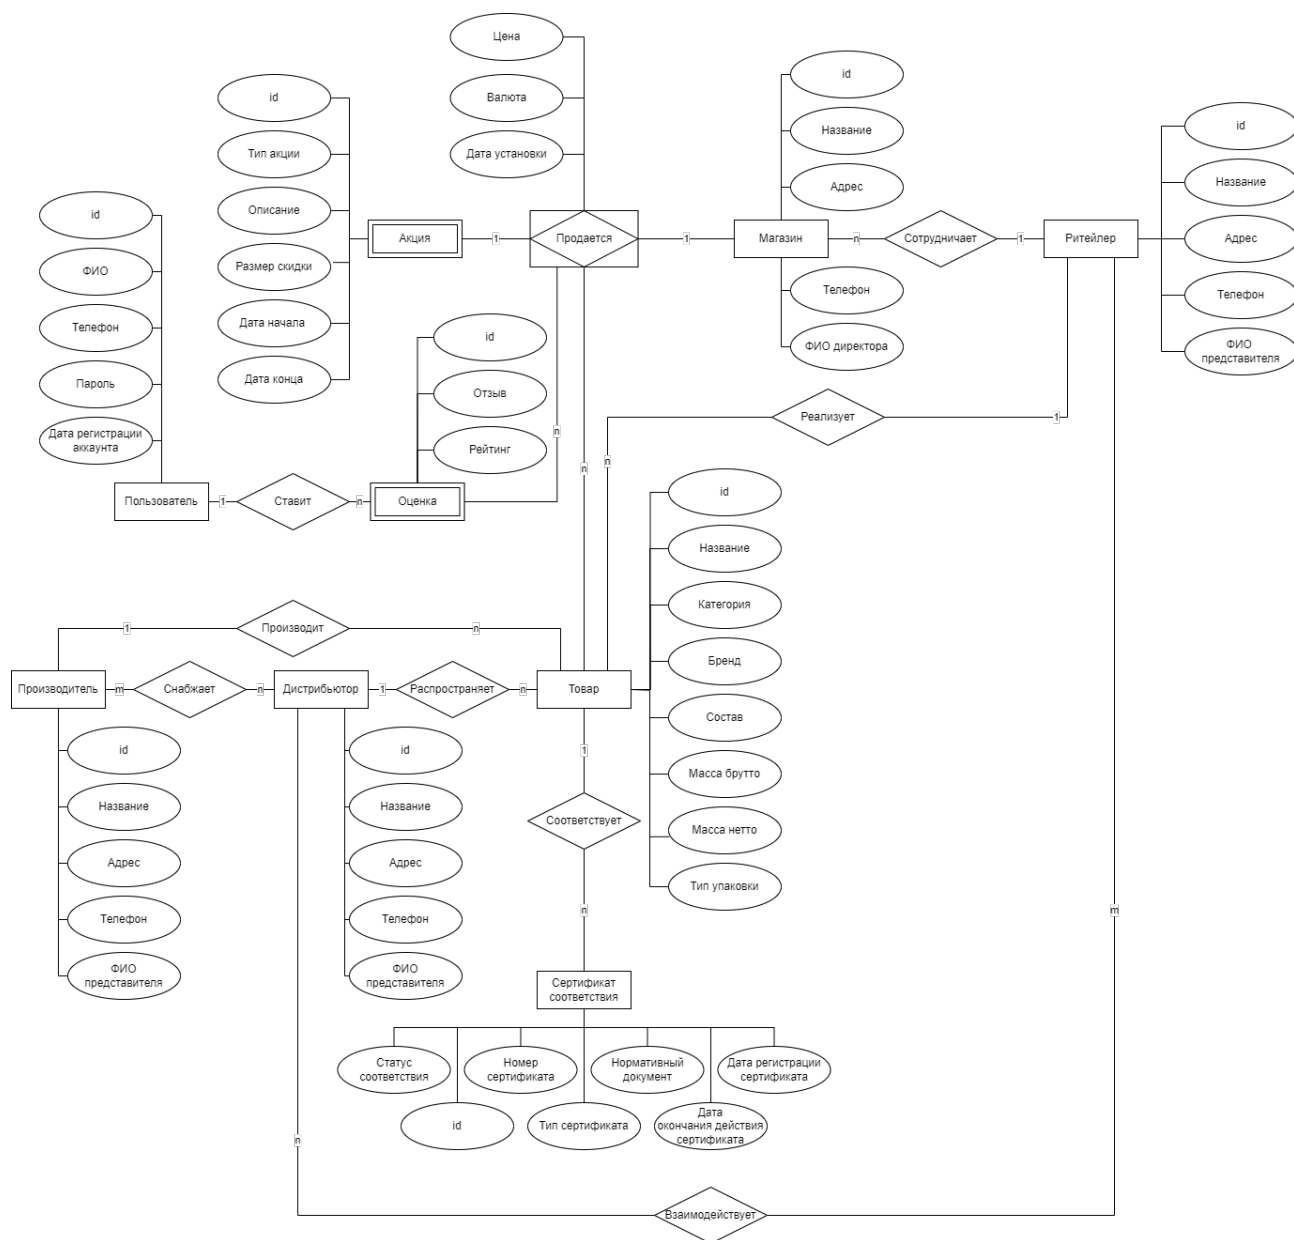 Цена
id
Валюта
id
Название
id
Тип акции
Дата установки
Название
Адрес
id
Описание
Адрес
Акция
1
Продается
1
Магазин
n
Сотрудничает
1
Ритейлер
ФИО
Размер скидки
Телефон
Телефон
Телефон
Дата начала
id
ФИО директора
ФИО
представителя
Пароль
Дата конца
Отзыв
Реализует
1
Дата регистрации
аккаунта
Рейтинг
n
n
n
id
Пользователь
1
Ставит
n
Оценка
Название
Категория
1
Производит
n
Бренд
Производитель
m
Снабжает
n
Дистрибьютор
1
Распространяет
n
Товар
Состав
id
id
1
Масса брутто
Название
Название
Соответствует
Масса нетто
Адрес
Адрес
Тип упаковки
Телефон
Телефон
n
m
ФИО
представителя
ФИО
представителя
Сертификат
соответствия
Статус
соответствия
Номер
сертификата
Нормативный
документ
Дата регистрации
сертификата
id
Тип сертификата
Дата
окончания действия
сертификата
n
Взаимодействует